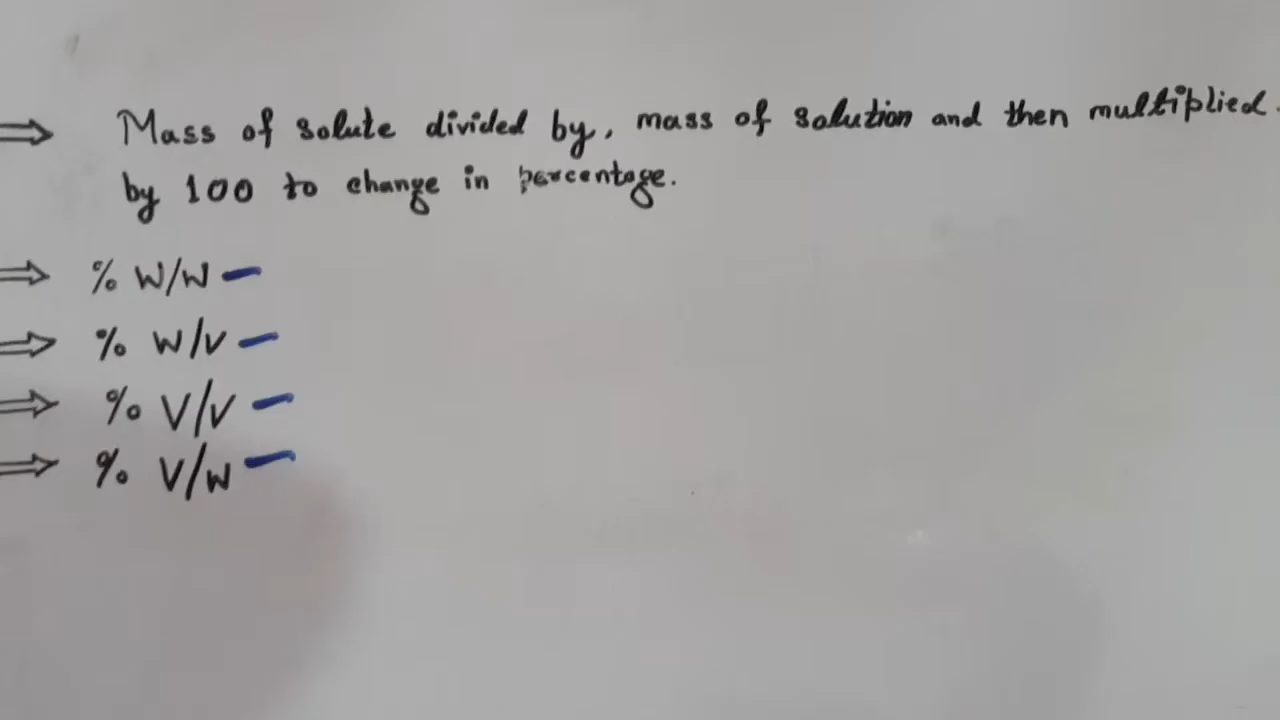 ⇒ Mass of solute divided by, mass of solution and then multiplied
by 100 to change in percentage.
⇒ % W/W –
⇒ % W/V –
⇒ % V/V –
⇒ % V/W –